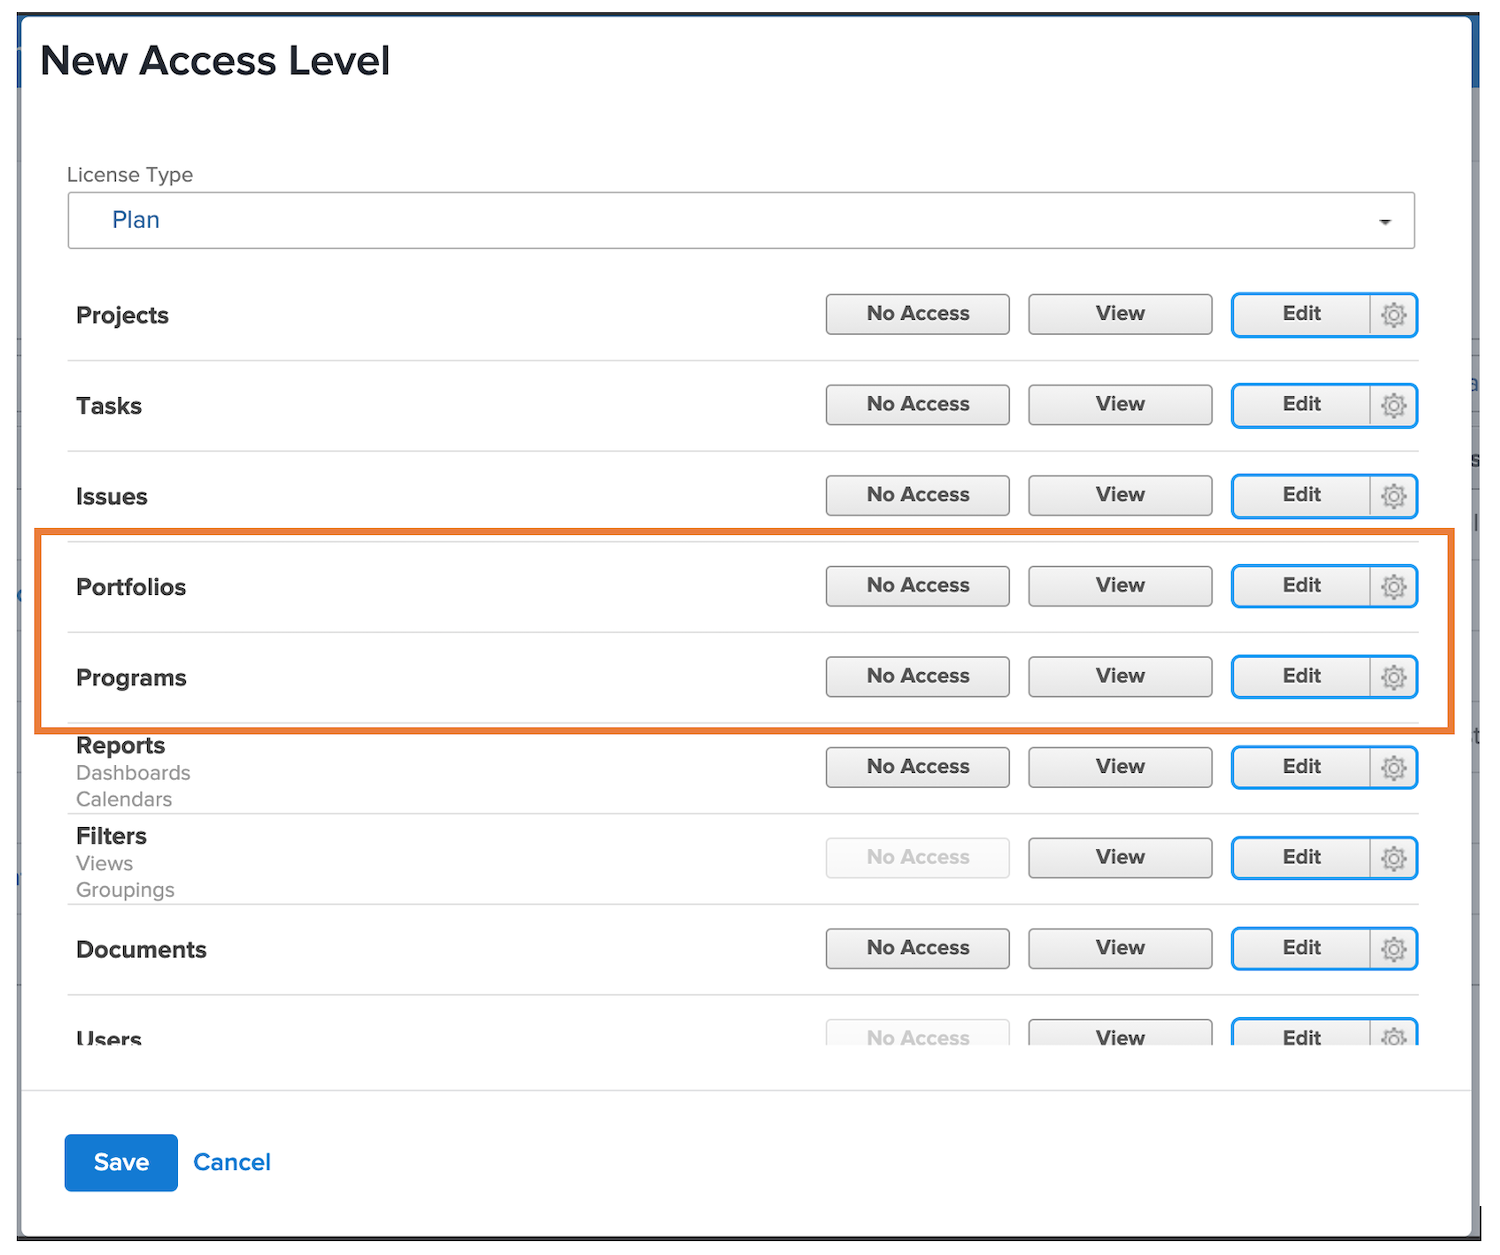 New Access Level
License Type
Plan
Projects No Access View Edit
Tasks No Access View Edit
Issues No Access View Edit
Portfolios No Access View Edit
Programs No Access View Edit
Reports
Dashboards
Calendars
No Access View Edit
Filters
Views
Groupings
No Access View Edit
Documents No Access View Edit
Users No Access View Edit
Save Cancel